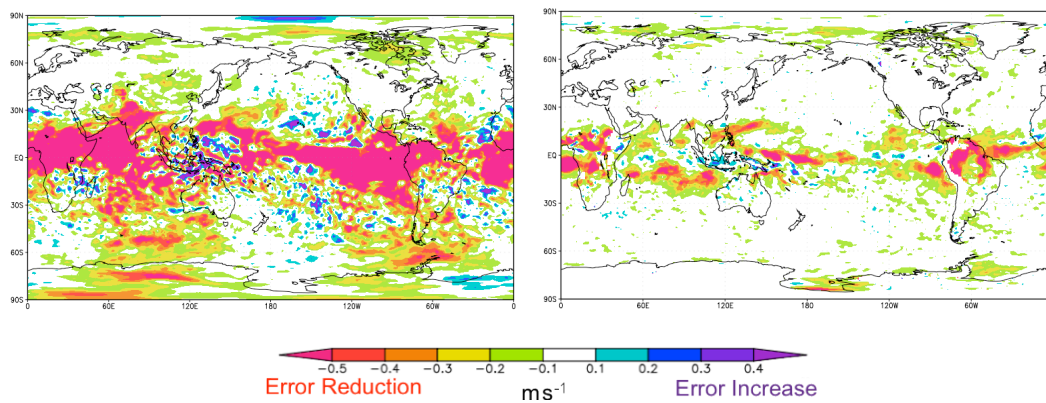 90N
60N
30N
EQ
30S
60S
90S
0 60E 120E 180 120W 60W 0
90N
60N
30N
EQ
30S
60S
90S
0 60E 120E 180 120W 60W
−0.5 −0.4 −0.3 −0.2 −0.1 0.1 0.2 0.3 0.4
Error Reduction ms⁻¹ Error Increase